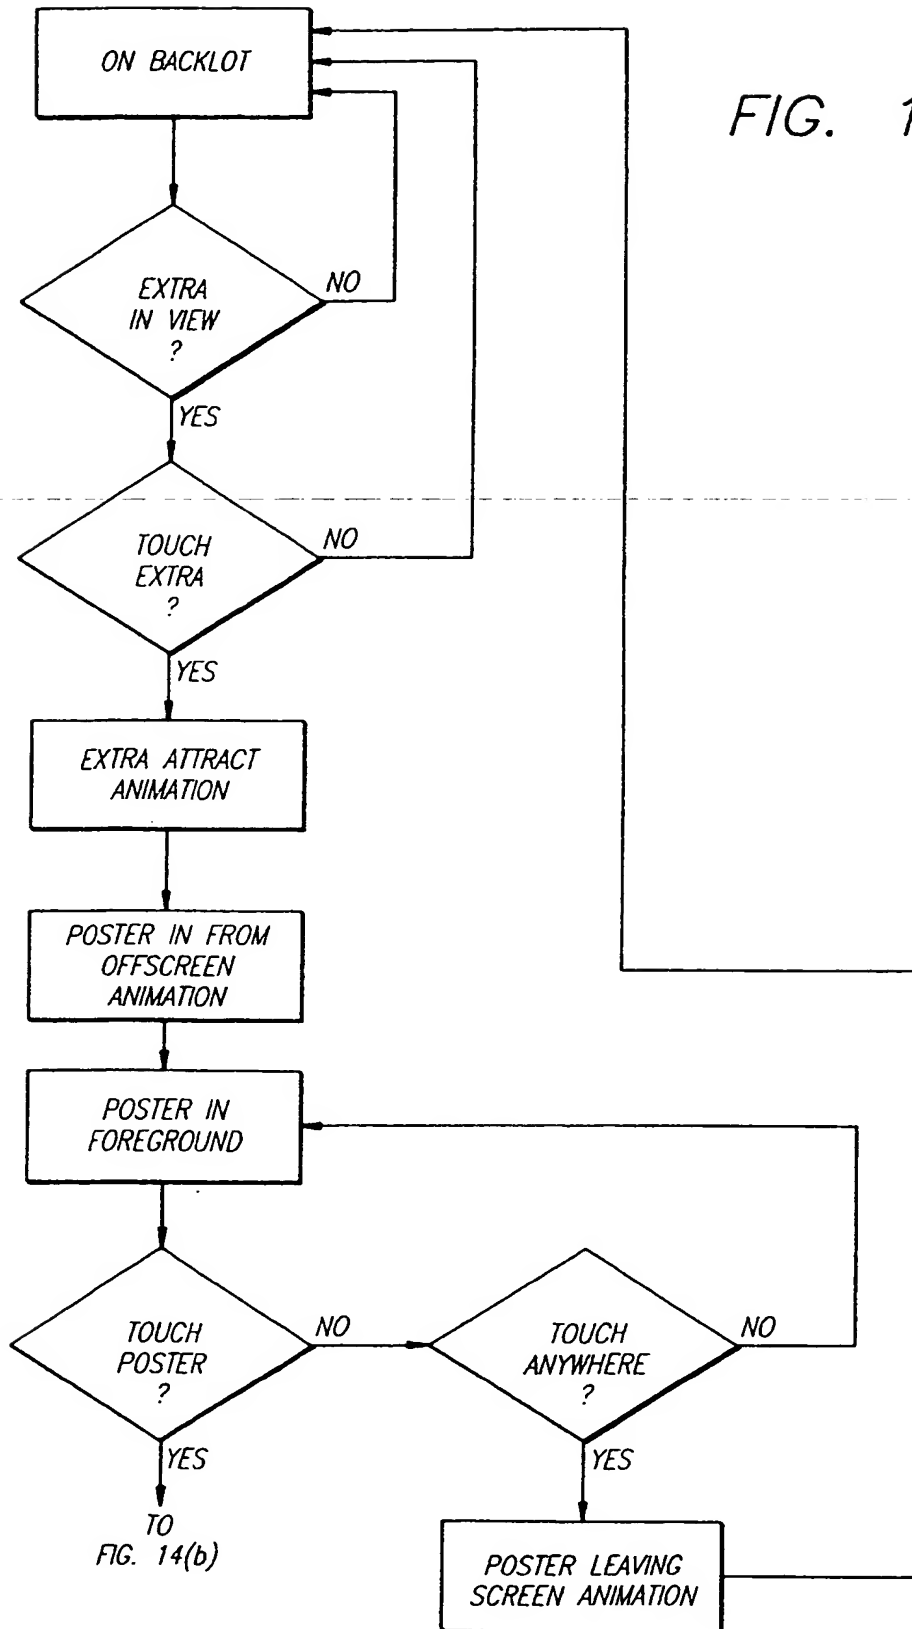 ON BACKLOT
FIG. 1
EXTRA
IN VIEW
?
NO
YES
TOUCH
EXTRA
?
NO
YES
EXTRA ATTRACT
ANIMATION
POSTER IN FROM
OFFSCREEN
ANIMATION
POSTER IN
FOREGROUND
TOUCH
POSTER
?
NO
TOUCH
ANYWHERE
?
NO
YES
TO
FIG. 14(b)
YES
POSTER LEAVING
SCREEN ANIMATION